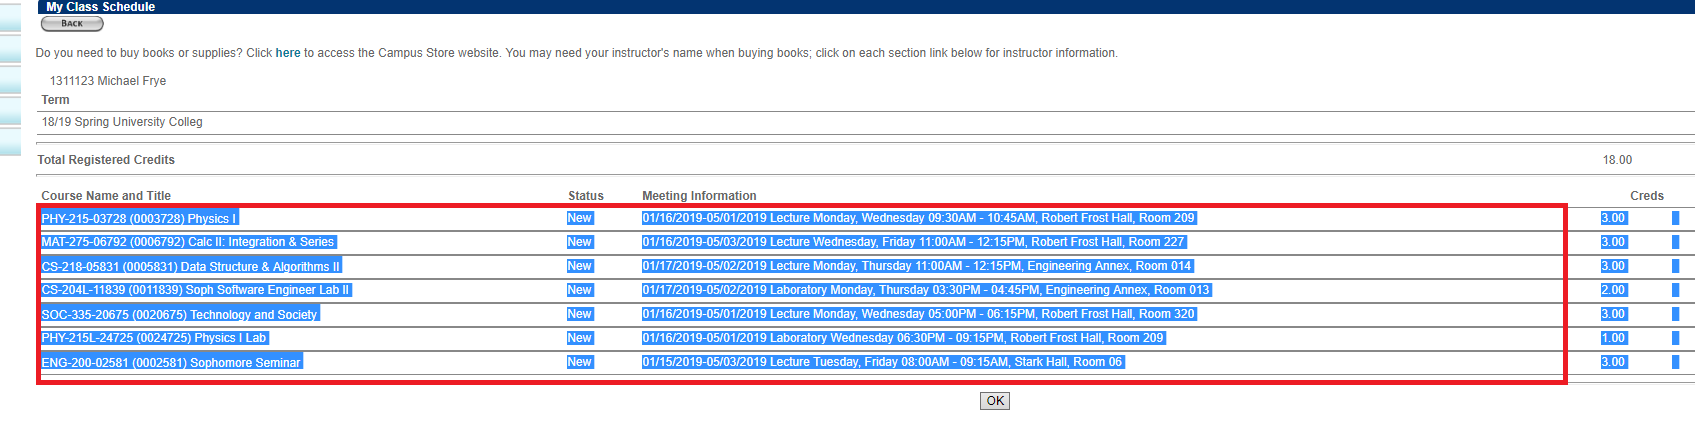 My Class Schedule
BACK
Do you need to buy books or supplies? Click here to access the Campus Store website. You may need your instructor's name when buying books; click on each section link below for instructor information.
1311123 Michael Frye
Term
18/19 Spring University Colleg
Total Registered Credits 18.00
Course Name and Title Status Meeting Information Creds
PHY-215-03728 (0003728) Physics I New 01/16/2019-05/01/2019 Lecture Monday, Wednesday 09:30AM - 10:45AM, Robert Frost Hall, Room 209 3.00
MAT-275-06792 (0006792) Calc II: Integration & Series New 01/16/2019-05/03/2019 Lecture Wednesday, Friday 11:00AM - 12:15PM, Robert Frost Hall, Room 227 3.00
CS-218-05831 (0005831) Data Structure & Algorithms II New 01/17/2019-05/02/2019 Lecture Monday, Thursday 11:00AM - 12:15PM, Engineering Annex, Room 014 3.00
CS-204L-11839 (0011839) Soph Software Engineer Lab II New 01/17/2019-05/02/2019 Laboratory Monday, Thursday 03:30PM - 04:45PM, Engineering Annex, Room 013 2.00
SOC-335-20675 (0020675) Technology and Society New 01/16/2019-05/01/2019 Lecture Monday, Wednesday 05:00PM - 06:15PM, Robert Frost Hall, Room 320 3.00
PHY-215L-24725 (0024725) Physics I Lab New 01/16/2019-05/01/2019 Laboratory Wednesday 06:30PM - 09:15PM, Robert Frost Hall, Room 209 1.00
ENG-200-02581 (0002581) Sophomore Seminar New 01/15/2019-05/03/2019 Lecture Tuesday, Friday 08:00AM - 09:15AM, Stark Hall, Room 06 3.00
OK